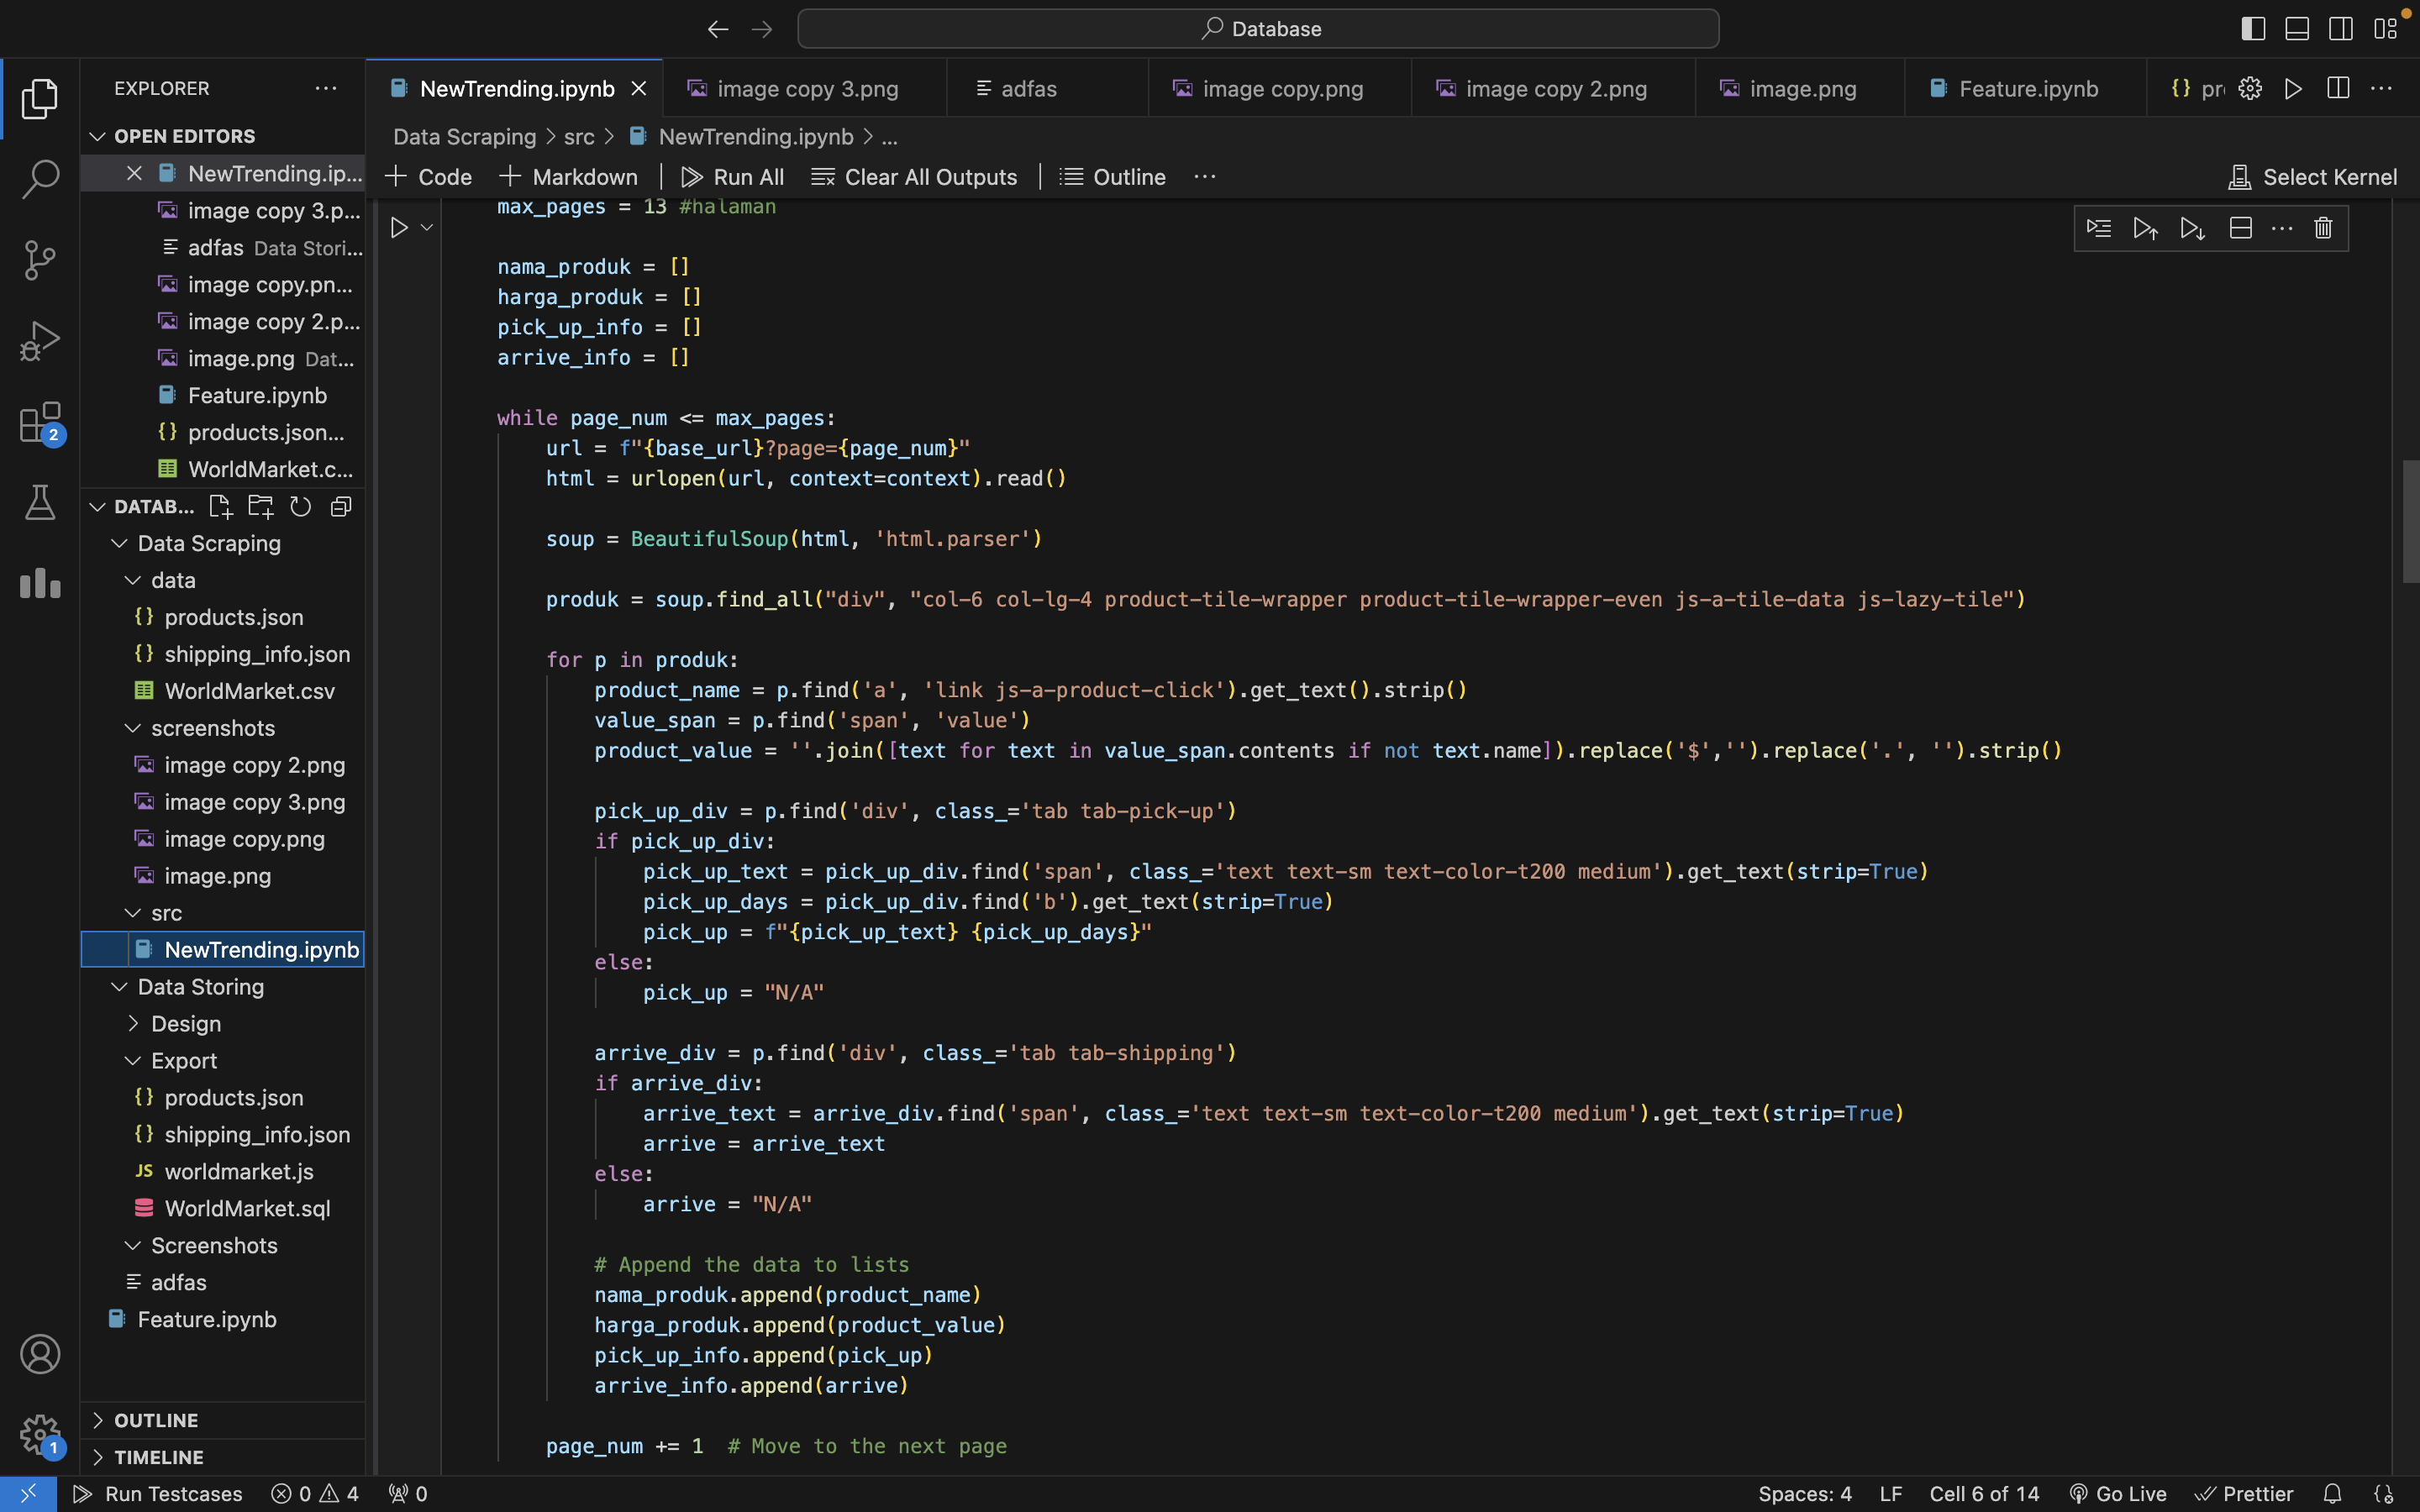 Database
EXPLORER
OPEN EDITORS
NewTrending.ip...
image copy 3.p...
adfas Data Stori...
image copy.pn...
image copy 2.p...
image.png Dat...
Feature.ipynb
products.json...
WorldMarket.c...
DATAB...
Data Scraping
data
products.json
shipping_info.json
WorldMarket.csv
screenshots
image copy 2.png
image copy 3.png
image copy.png
image.png
src
NewTrending.ipynb
Data Storing
Design
Export
products.json
shipping_info.json
JS worldmarket.js
WorldMarket.sql
Screenshots
adfas
Feature.ipynb
OUTLINE
TIMELINE
2
1
NewTrending.ipynb image copy 3.png adfas image copy.png image copy 2.png image.png Feature.ipynb {} pr
Data Scraping > src > NewTrending.ipynb > ...
+ Code + Markdown Run All Clear All Outputs Outline ... Select Kernel
max_pages = 13 #halaman
nama_produk = []
harga_produk = []
pick_up_info = []
arrive_info = []
while page_num <= max_pages:
url = f"{base_url}?page={page_num}"
html = urlopen(url, context=context).read()
soup = BeautifulSoup(html, 'html.parser')
produk = soup.find_all("div", "col-6 col-lg-4 product-tile-wrapper product-tile-wrapper-even js-a-tile-data js-lazy-tile")
for p in produk:
product_name = p.find('a', 'link js-a-product-click').get_text().strip()
value_span = p.find('span', 'value')
product_value = ''.join([text for text in value_span.contents if not text.name]).replace('$','').replace('.', '').strip()
pick_up_div = p.find('div', class_='tab tab-pick-up')
if pick_up_div:
pick_up_text = pick_up_div.find('span', class_='text text-sm text-color-t200 medium').get_text(strip=True)
pick_up_days = pick_up_div.find('b').get_text(strip=True)
pick_up = f"{pick_up_text} {pick_up_days}"
else:
pick_up = "N/A"
arrive_div = p.find('div', class_='tab tab-shipping')
if arrive_div:
arrive_text = arrive_div.find('span', class_='text text-sm text-color-t200 medium').get_text(strip=True)
arrive = arrive_text
else:
arrive = "N/A"
# Append the data to lists
nama_produk.append(product_name)
harga_produk.append(product_value)
pick_up_info.append(pick_up)
arrive_info.append(arrive)
page_num += 1 # Move to the next page
Run Testcases 0 4 0 Spaces: 4 LF Cell 6 of 14 Go Live Prettier